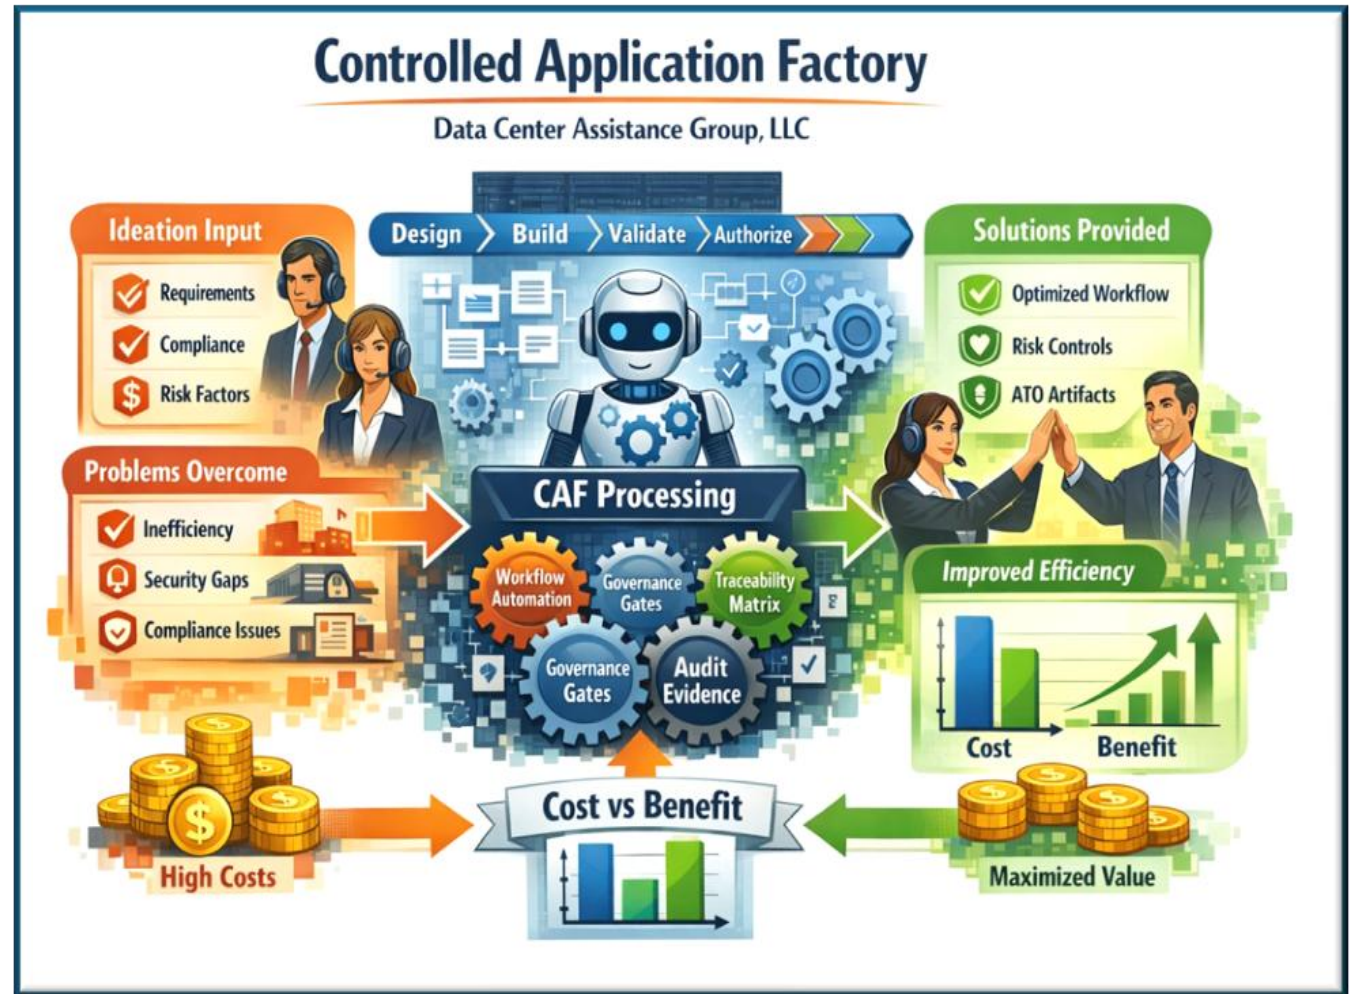 Controlled Application Factory
Data Center Assistance Group, LLC
Ideation Input
Requirements
Compliance
$ Risk Factors
Design
Build
Validate
Authorize
Solutions Provided
Optimized Workflow
Risk Controls
ATO Artifacts
Problems Overcome
Inefficiency
Security Gaps
Compliance Issues
CAF Processing
Workflow
Automation
Governance
Gates
Traceability
Matrix
Governance
Gates
Audit
Evidence
Improved Efficiency
Cost
Benefit
$
High Costs
Cost vs Benefit
Maximized Value